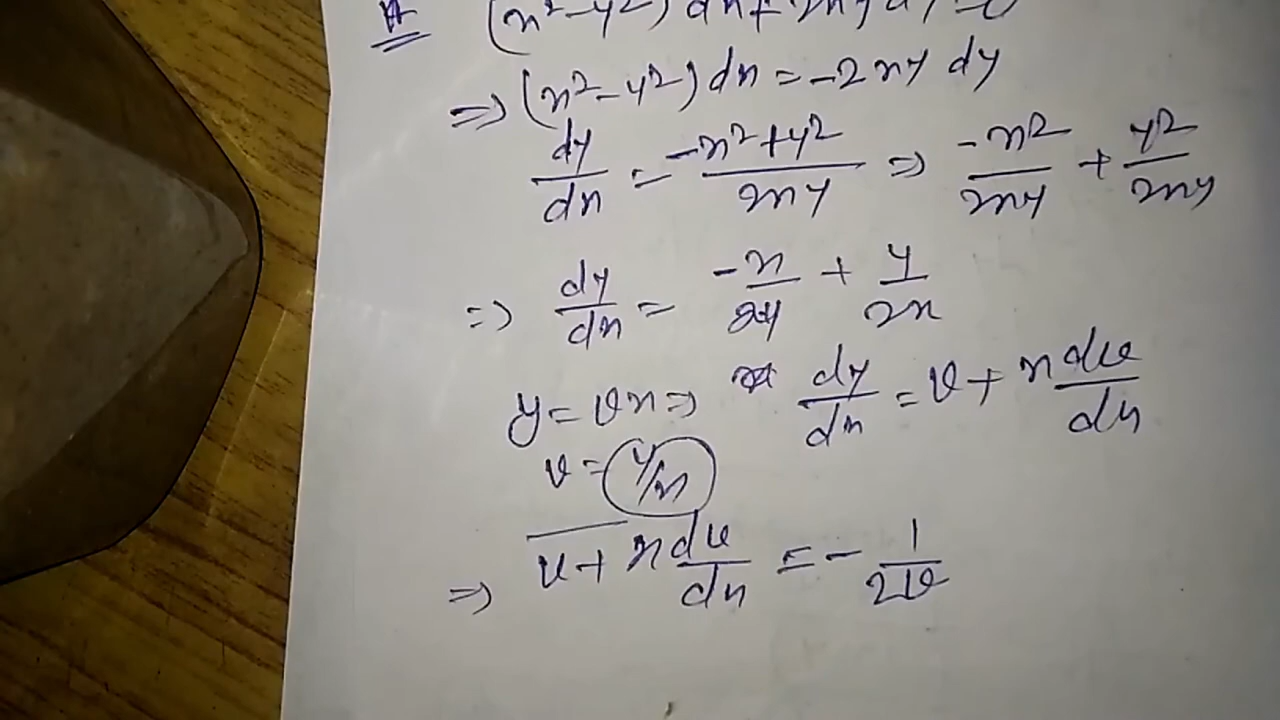 (x²-y²) dx + 2xy dy = 0
⇒ (x²-y²) dx = -2xy dy
dy/dx = (-x²+y²)/2xy ⇒ -x²/2xy + y²/2xy
⇒ dy/dx = -x/2y + y/2x
y = vx ⇒ dy/dx = v + x dv/dx
v = y/x
⇒ v + x dv/dx = - 1/2v